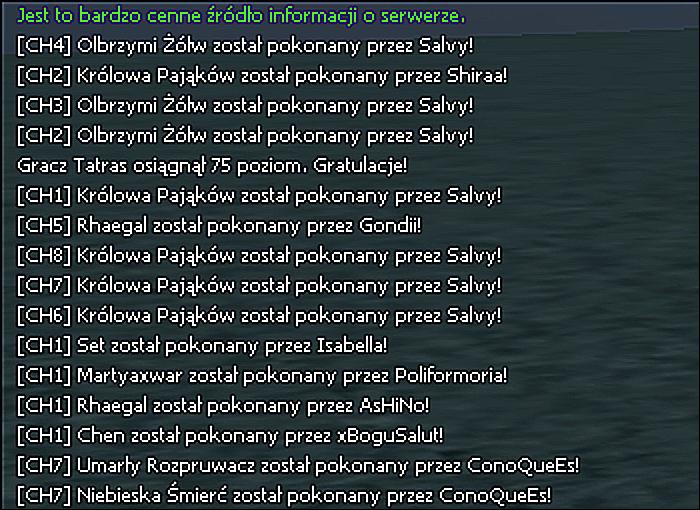 Jest to bardzo cenne źródło informacji o serwerze.
[CH4] Olbrzymi Żółw został pokonany przez Salvy!
[CH2] Królowa Pająków został pokonany przez Shiraa!
[CH3] Olbrzymi Żółw został pokonany przez Salvy!
[CH2] Olbrzymi Żółw został pokonany przez Salvy!
Gracz Tatras osiągnął 75 poziom. Gratulacje!
[CH1] Królowa Pająków został pokonany przez Salvy!
[CH5] Rhaegal został pokonany przez Gondii!
[CH8] Królowa Pająków został pokonany przez Salvy!
[CH7] Królowa Pająków został pokonany przez Salvy!
[CH6] Królowa Pająków został pokonany przez Salvy!
[CH1] Set został pokonany przez Isabella!
[CH1] Martyaxwar został pokonany przez Poliformoria!
[CH1] Rhaegal został pokonany przez AsHiNo!
[CH1] Chen został pokonany przez xBoguSalut!
[CH7] Umarły Rozpruwacz został pokonany przez ConoQueEs!
[CH7] Niebieska Śmierć został pokonany przez ConoQueEs!